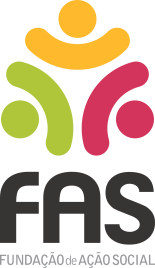 FAS
FUNDAÇÃO de AÇÃO SOCIAL